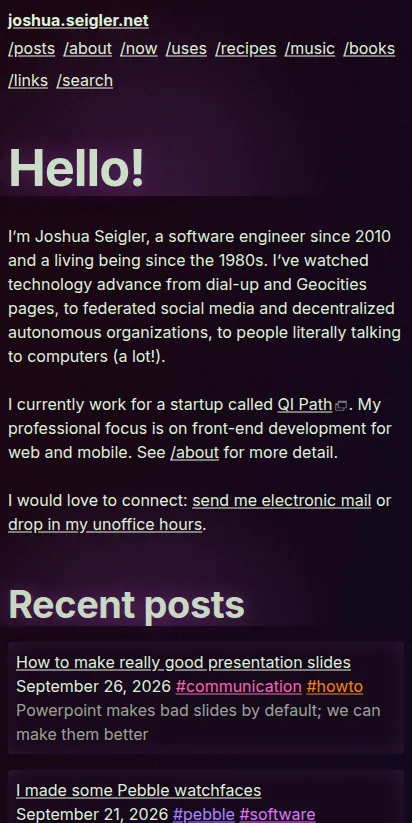 joshua.seigler.net
/posts /about /now /uses /recipes /music /books
/links /search
Hello!
I’m Joshua Seigler, a software engineer since 2010
and a living being since the 1980s. I’ve watched
technology advance from dial-up and Geocities
pages, to federated social media and decentralized
autonomous organizations, to people literally talking
to computers (a lot!).
I currently work for a startup called QI Path. My
professional focus is on front-end development for
web and mobile. See /about for more detail.
I would love to connect: send me electronic mail or
drop in my unoffice hours.
Recent posts
How to make really good presentation slides
September 26, 2026 #communication #howto
Powerpoint makes bad slides by default; we can
make them better
I made some Pebble watchfaces
September 21, 2026 #pebble #software